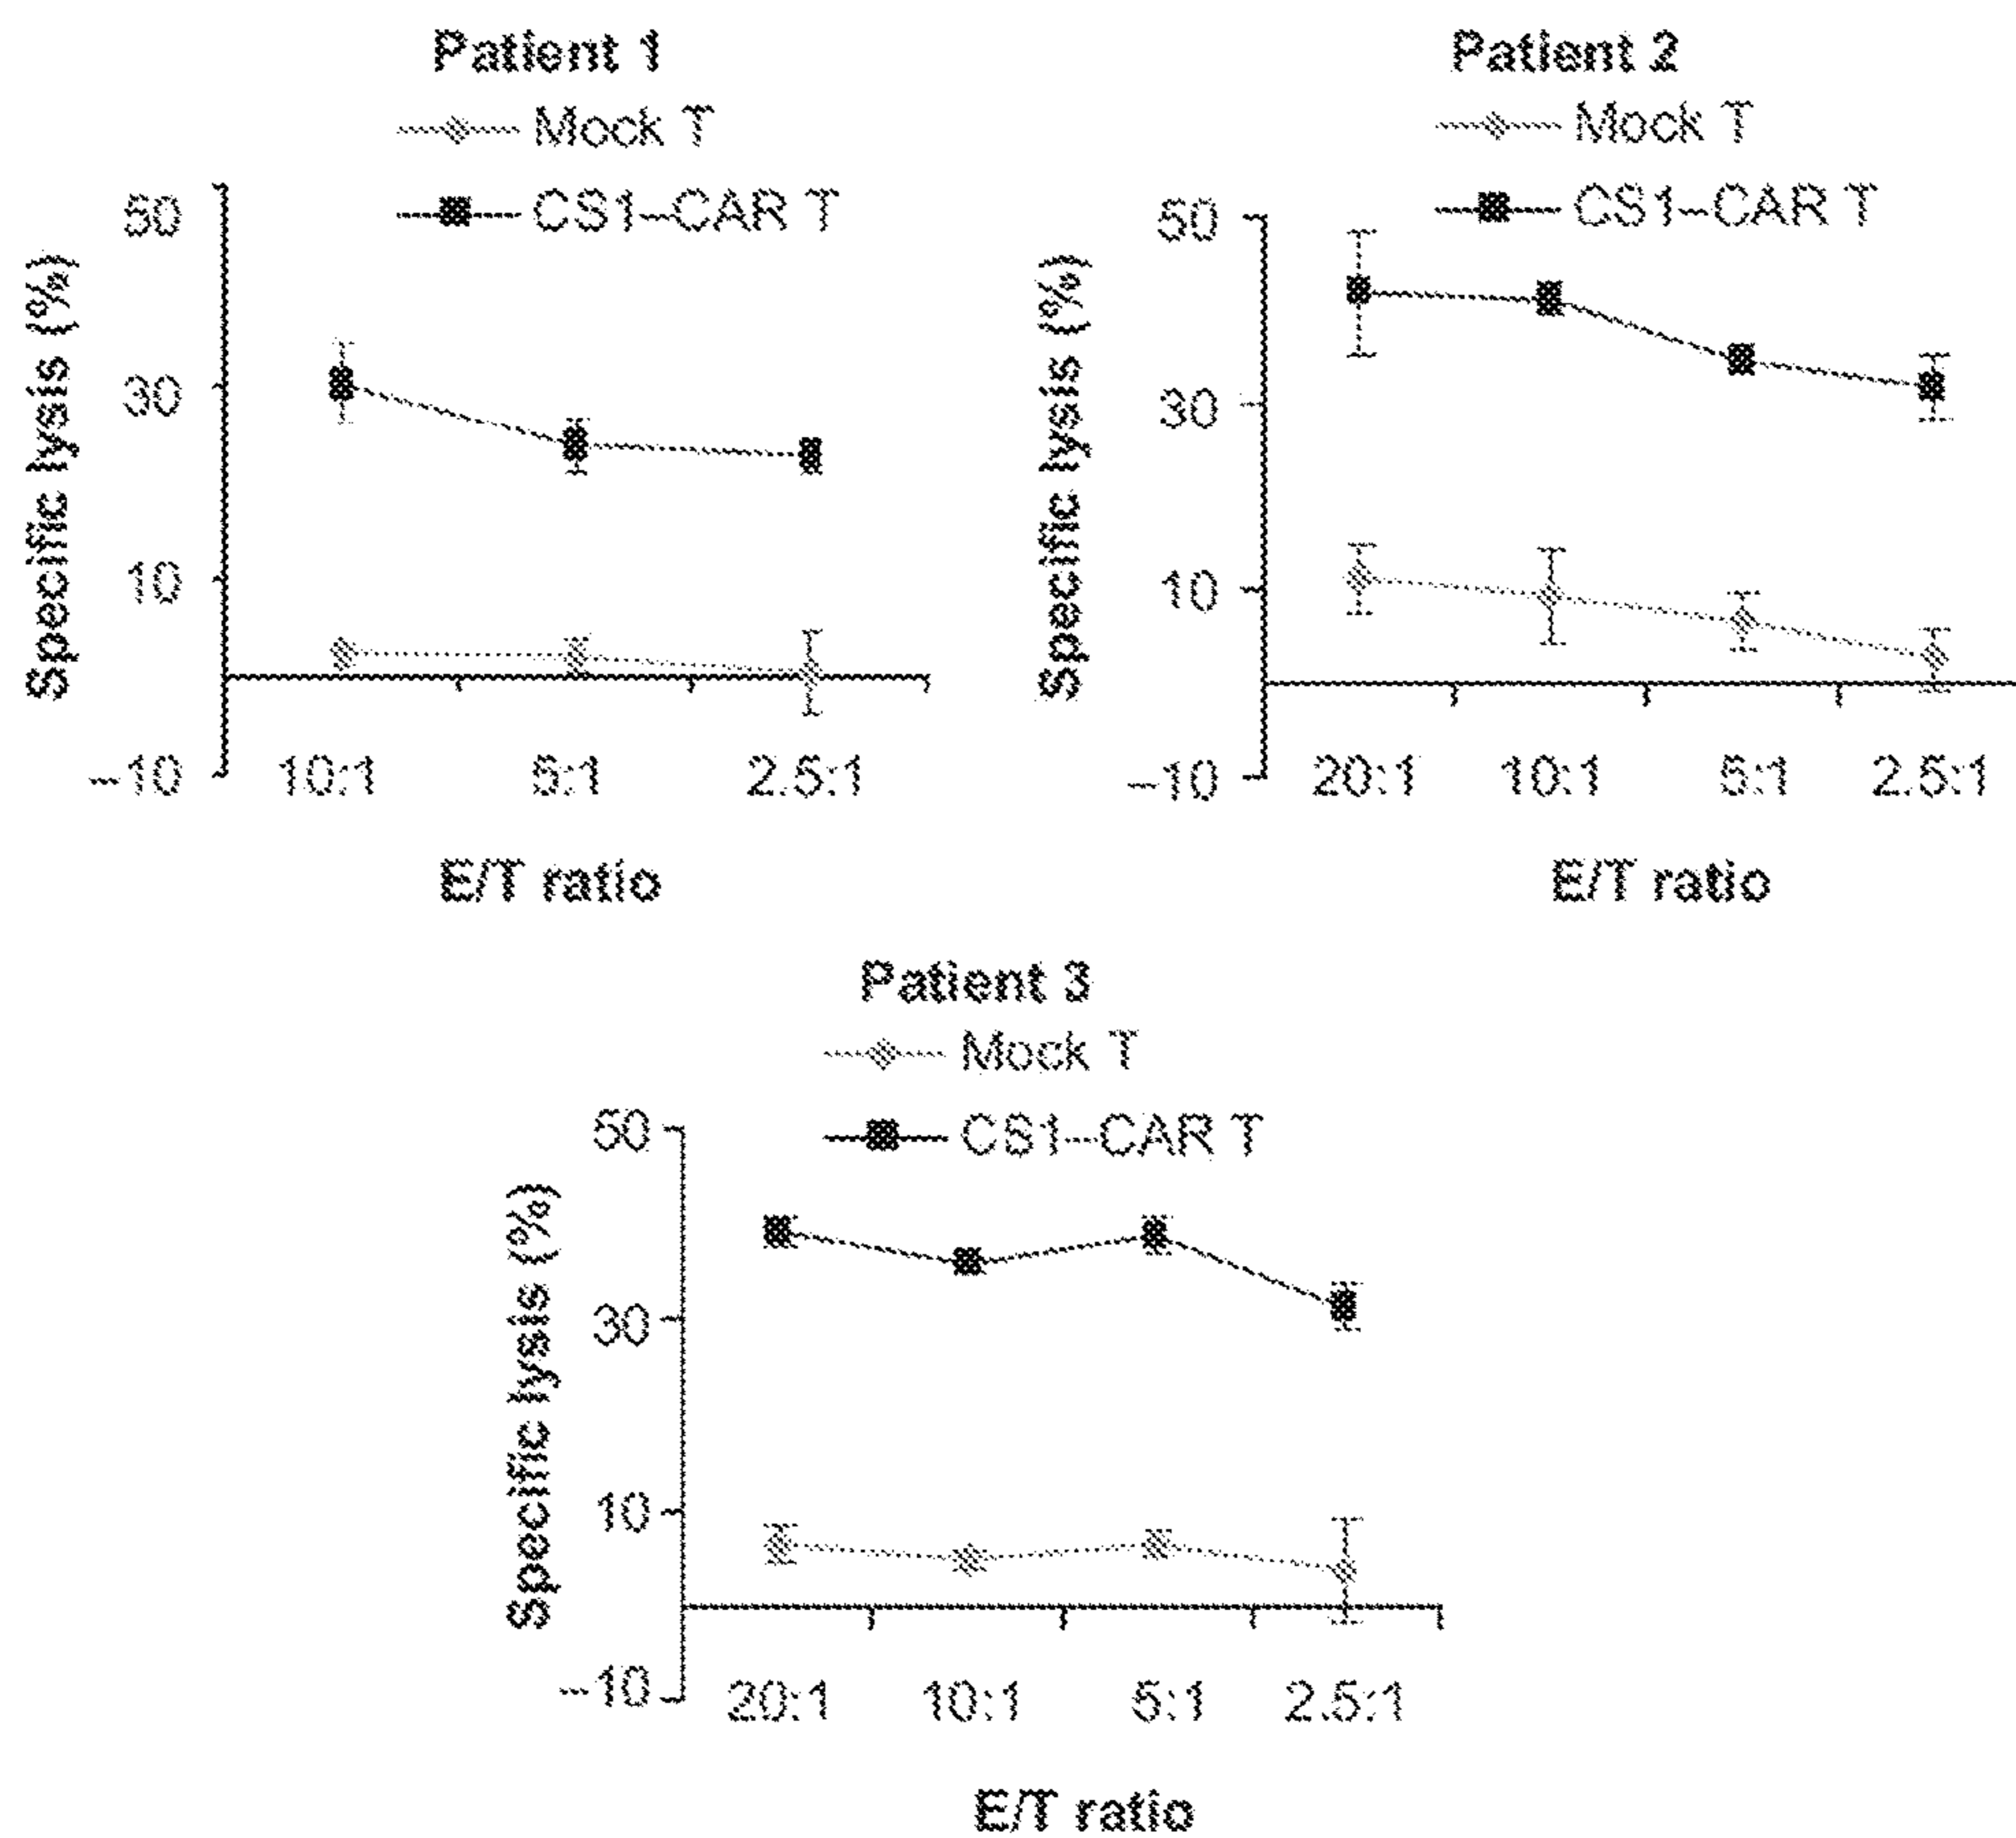 Patient 1
Mock T
CS1–CAR T
Specific lysis (%)
50
30
10
–10
10:1 5:1 2.5:1
E/T ratio
Patient 2
Mock T
CS1–CAR T
Specific lysis (%)
50
30
10
–10
20:1 10:1 5:1 2.5:1
E/T ratio
Patient 3
Mock T
CS1–CAR T
Specific lysis (%)
50
30
10
–10
20:1 10:1 5:1 2.5:1
E/T ratio